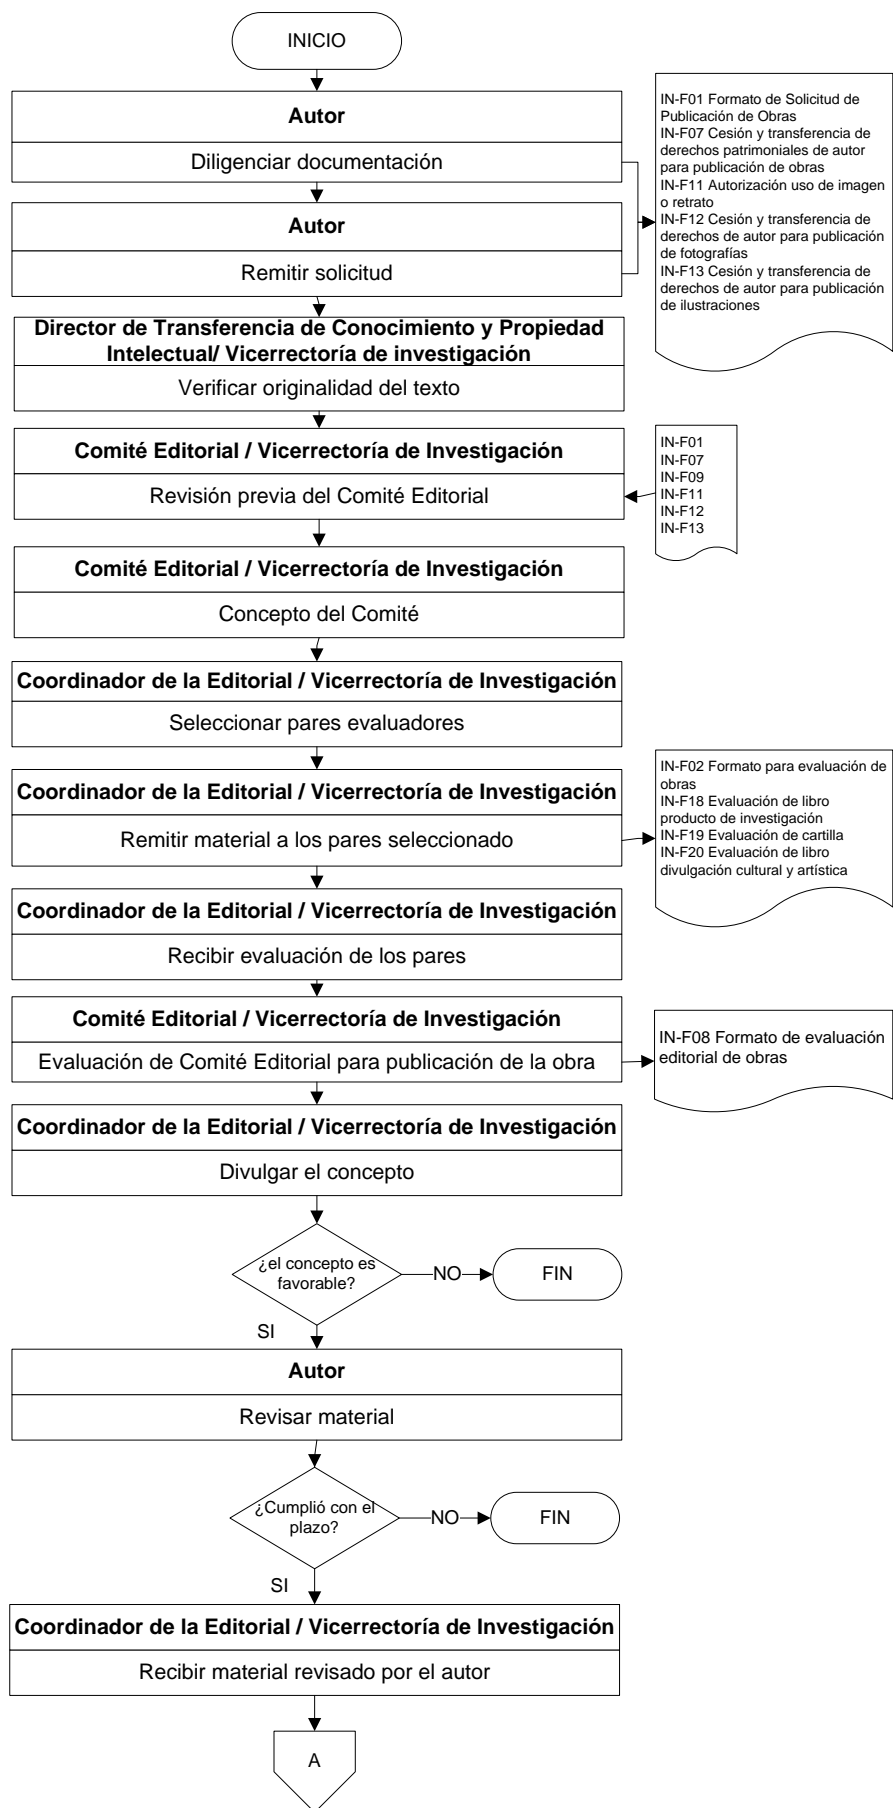 INICIO
Autor
Diligenciar documentación
IN-F01 Formato de Solicitud de
Publicación de Obras
IN-F07 Cesión y transferencia de
derechos patrimoniales de autor
para publicación de obras
IN-F11 Autorización uso de imagen
o retrato
IN-F12 Cesión y transferencia de
derechos de autor para publicación
de fotografías
IN-F13 Cesión y transferencia de
derechos de autor para publicación
de ilustraciones
Autor
Remitir solicitud
Director de Transferencia de Conocimiento y Propiedad
Intelectual/ Vicerrectoría de investigación
Verificar originalidad del texto
Comité Editorial / Vicerrectoría de Investigación
Revisión previa del Comité Editorial
IN-F01
IN-F07
IN-F09
IN-F11
IN-F12
IN-F13
Comité Editorial / Vicerrectoría de Investigación
Concepto del Comité
Coordinador de la Editorial / Vicerrectoría de Investigación
Seleccionar pares evaluadores
Coordinador de la Editorial / Vicerrectoría de Investigación
Remitir material a los pares seleccionado
IN-F02 Formato para evaluación de
obras
IN-F18 Evaluación de libro
producto de investigación
IN-F19 Evaluación de cartilla
IN-F20 Evaluación de libro
divulgación cultural y artística
Coordinador de la Editorial / Vicerrectoría de Investigación
Recibir evaluación de los pares
Comité Editorial / Vicerrectoría de Investigación
Evaluación de Comité Editorial para publicación de la obra
IN-F08 Formato de evaluación
editorial de obras
Coordinador de la Editorial / Vicerrectoría de Investigación
Divulgar el concepto
¿el concepto es
favorable?
NO
FIN
SI
Autor
Revisar material
¿Cumplió con el
plazo?
NO
FIN
SI
Coordinador de la Editorial / Vicerrectoría de Investigación
Recibir material revisado por el autor
A